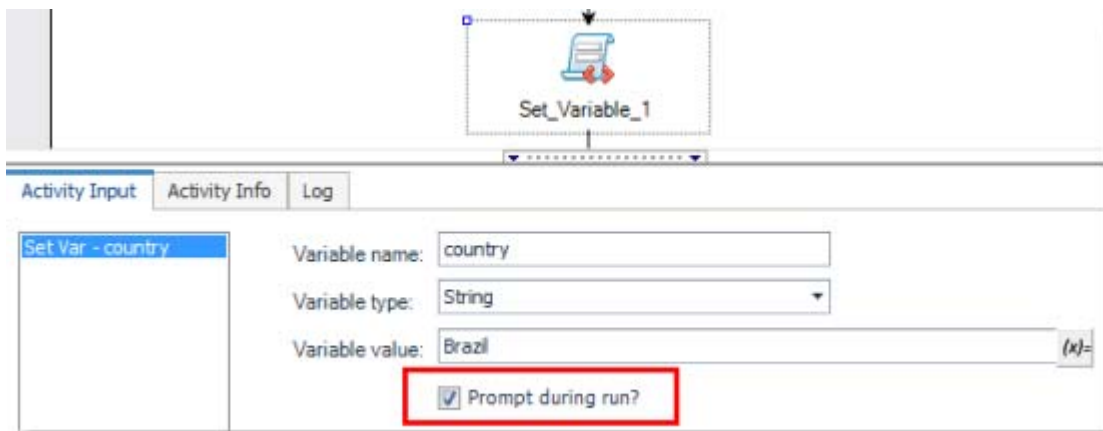 Set_Variable_1
Activity Input Activity Info Log
Set Var - country
Variable name: country
Variable type: String
Variable value: Brazil (x)=
Prompt during run?